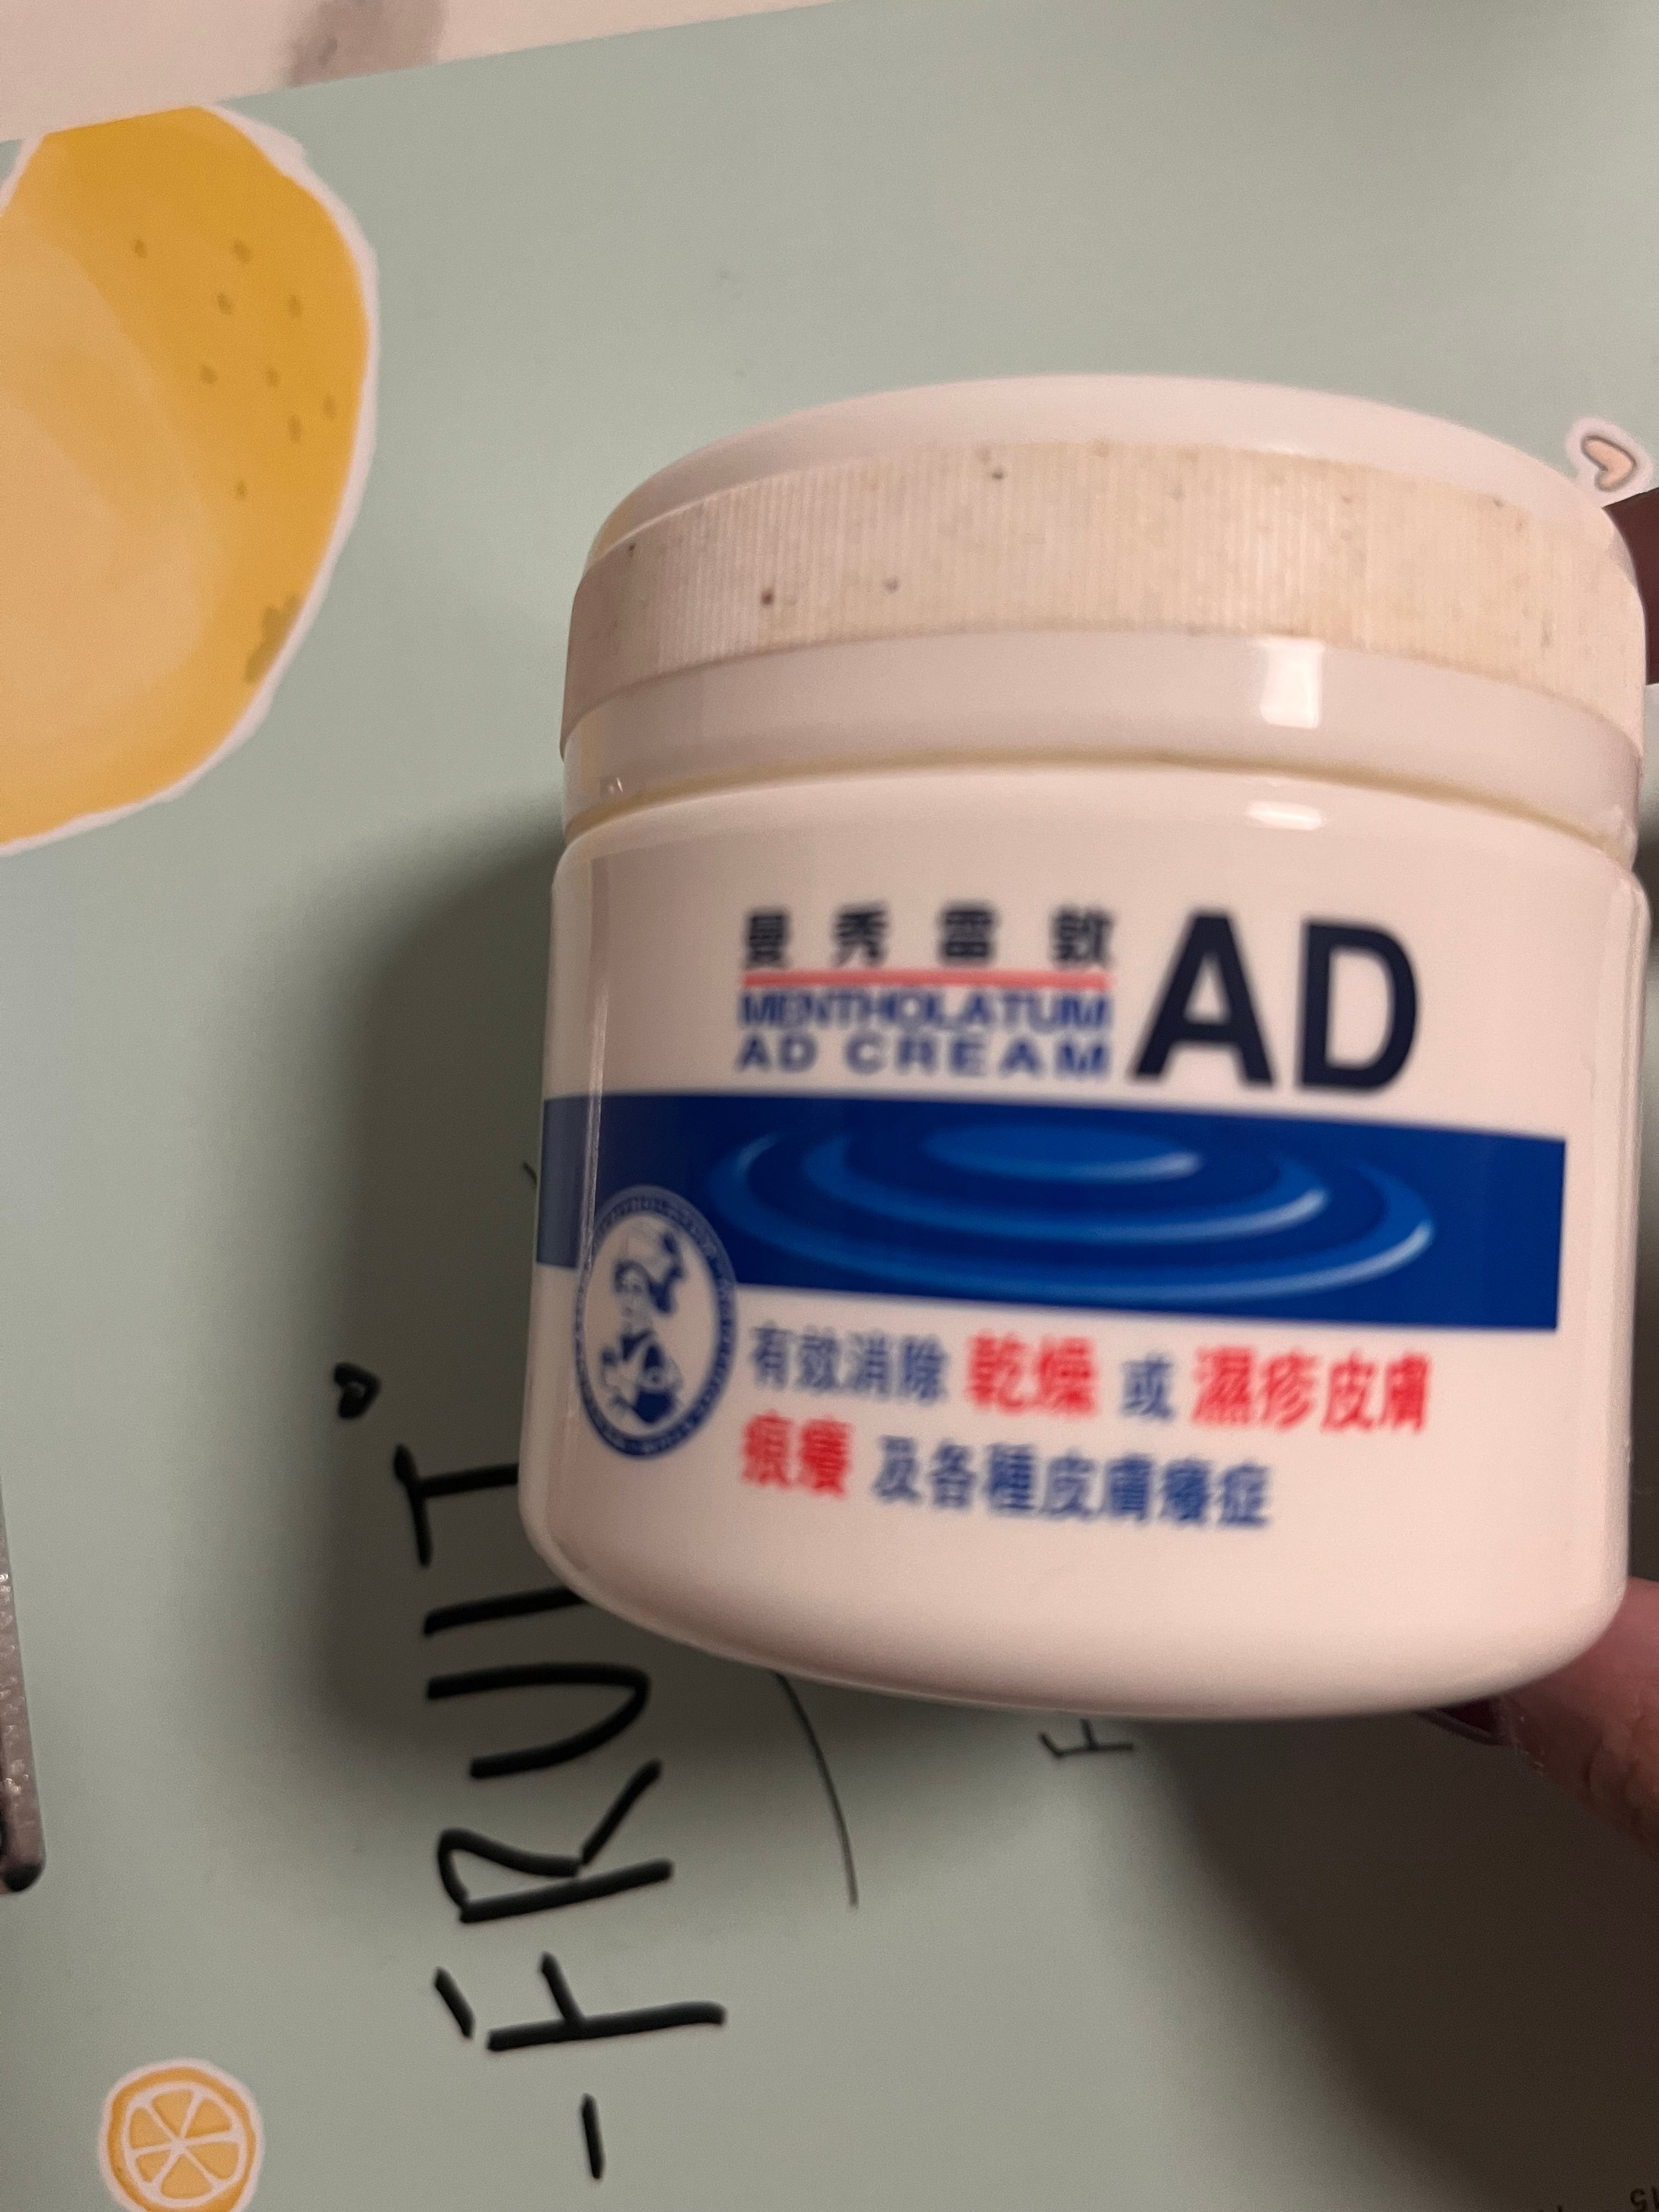 曼秀雷敦
MENTHOLATUM
AD CREAM
AD
有效消除 乾燥 或 濕疹皮膚
痕癢 及各種皮膚癢症
FRUIT